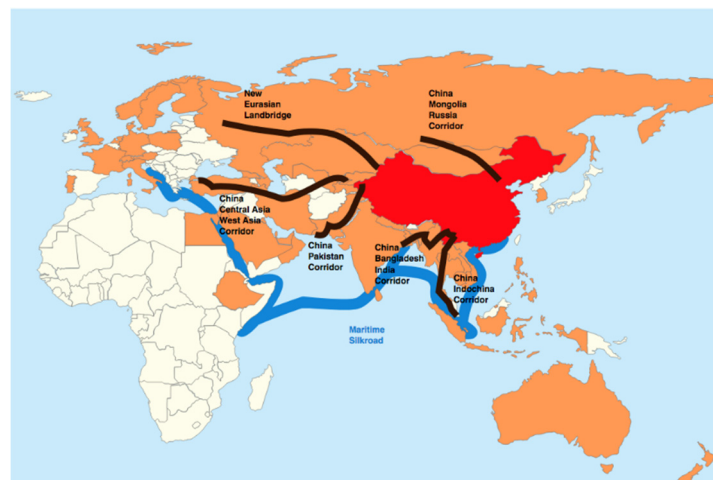 New
Eurasian
Landbridge
China
Mongolia
Russia
Corridor
China
Central Asia
West Asia
Corridor
China
Pakistan
Corridor
China
Bangladesh
India
Corridor
China
Indochina
Corridor
Maritime
Silkroad